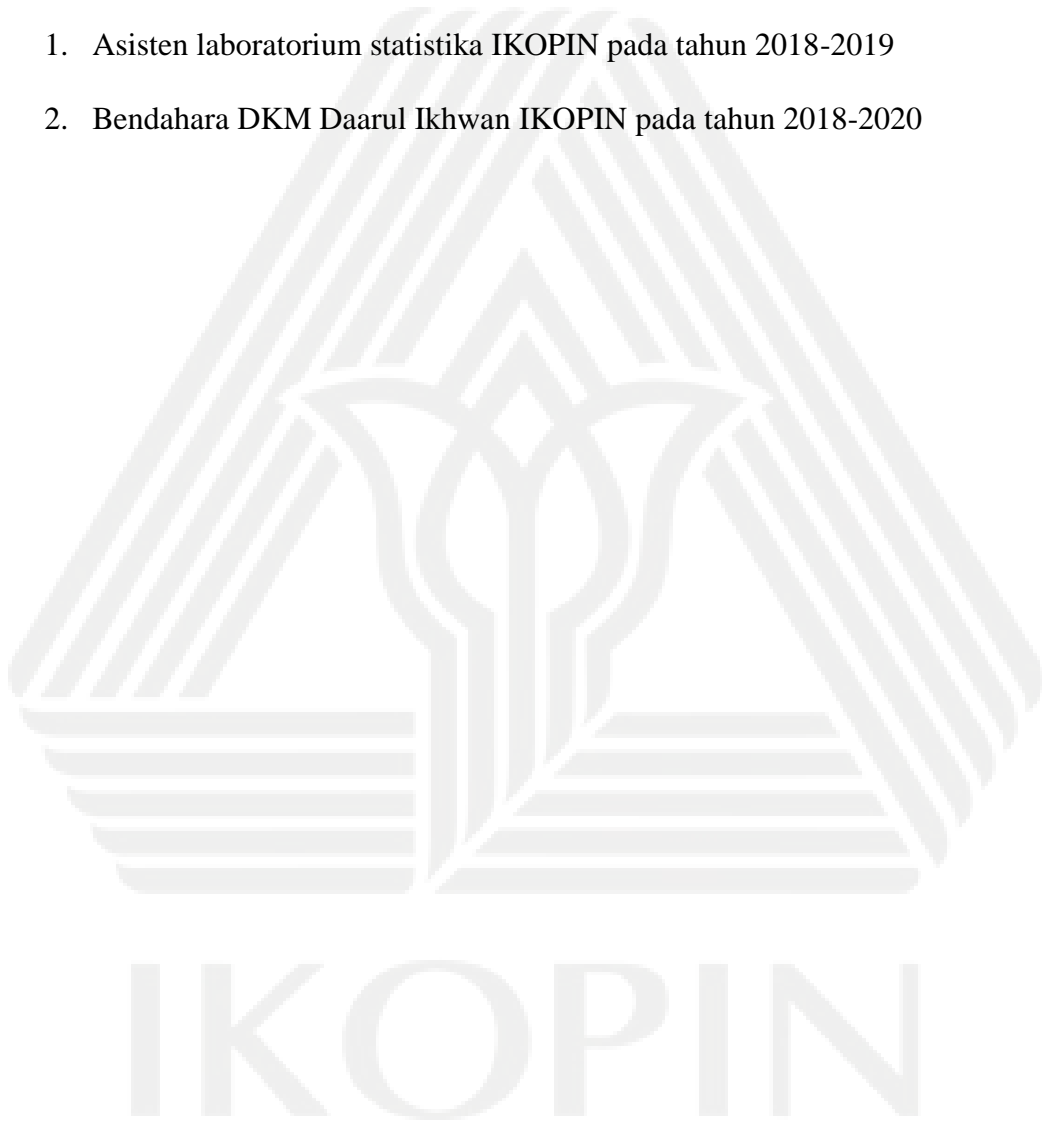 1. Asisten laboratorium statistika IKOPIN pada tahun 2018-2019
2. Bendahara DKM Daarul Ikhwan IKOPIN pada tahun 2018-2020
IKOPIN